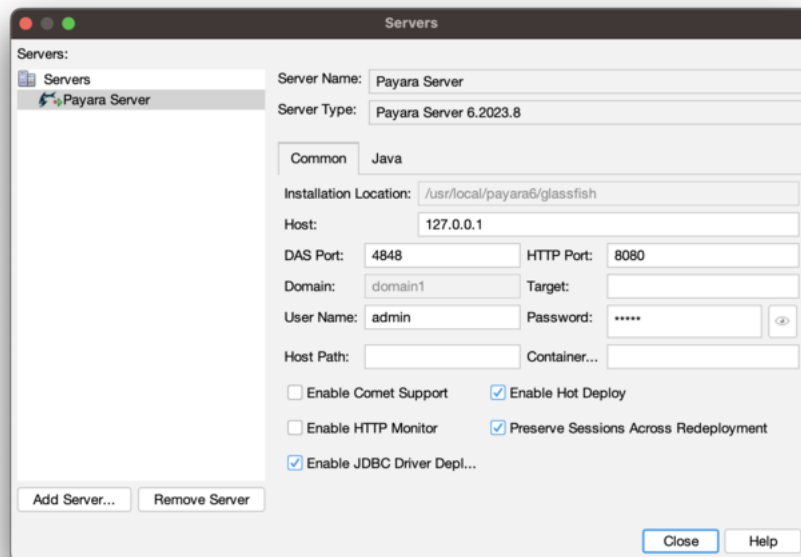 Servers
Servers:
Servers
Payara Server
Server Name: Payara Server
Server Type: Payara Server 6.2023.8
Common Java
Installation Location: /usr/local/payara6/glassfish
Host: 127.0.0.1
DAS Port: 4848 HTTP Port: 8080
Domain: domain1 Target:
User Name: admin Password: •••••
Host Path: Container...
Enable Comet Support Enable Hot Deploy
Enable HTTP Monitor Preserve Sessions Across Redeployment
Enable JDBC Driver Depl...
Add Server... Remove Server
Close Help